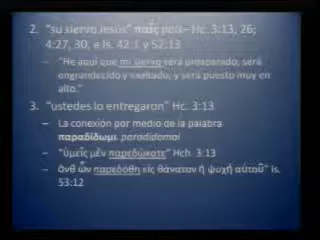 2. "su siervo Jesús" παῖς pais– Hc. 3:13, 26;
4:27, 30, e Is. 42:1 y 52:13
– "He aquí que mi siervo será prosperado, será
engrandecido y exaltado, y será puesto muy en
alto."
3. "ustedes lo entregaron" Hc. 3:13
– La conexión por medio de la palabra
παραδίδωμι paradidomai
– "ὑμεῖς μὲν παρεδώκατε" Hch. 3:13
– ἀνθ᾽ ὧν παρεδόθη εἰς θάνατον ἡ ψυχὴ αὐτοῦ" Is.
53:12